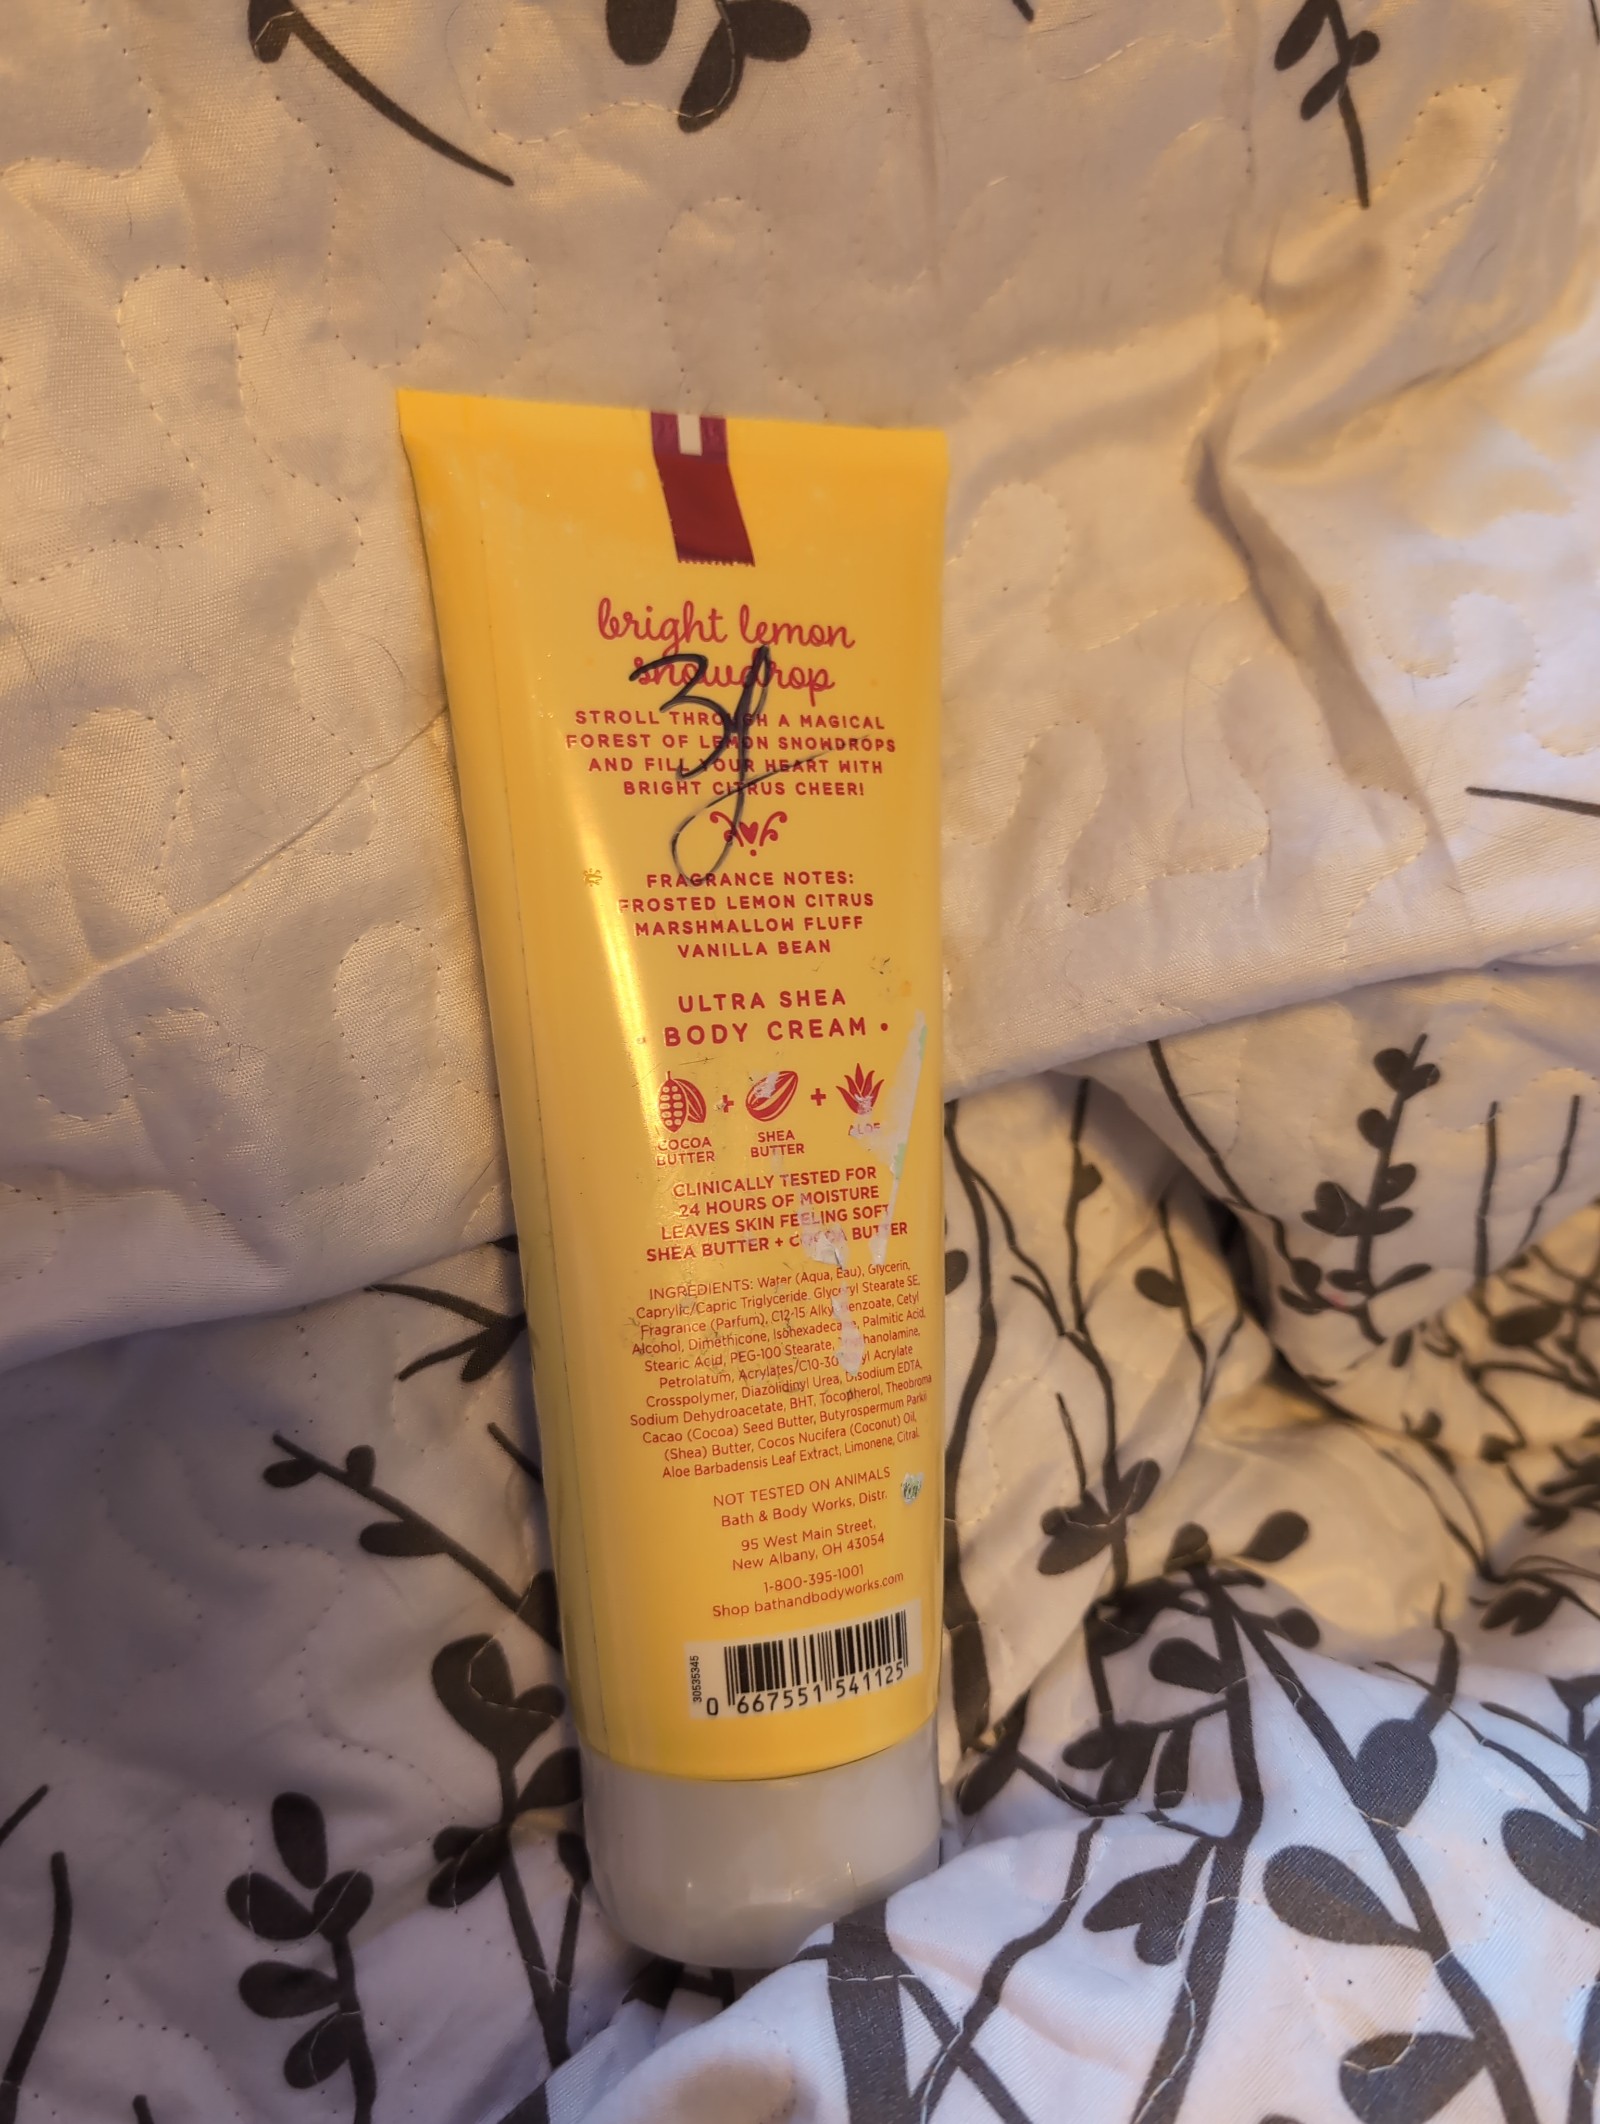 bright lemon
snowdrop
STROLL THROUGH A MAGICAL
FOREST OF LEMON SNOWDROPS
AND FILL YOUR HEART WITH
BRIGHT CITRUS CHEER!
FRAGRANCE NOTES:
FROSTED LEMON CITRUS
MARSHMALLOW FLUFF
VANILLA BEAN
ULTRA SHEA
• BODY CREAM •
COCOA BUTTER + SHEA BUTTER + ALOE
CLINICALLY TESTED FOR
24 HOURS OF MOISTURE
LEAVES SKIN FEELING SOFT
SHEA BUTTER + COCOA BUTTER
INGREDIENTS: Water (Aqua, Eau), Glycerin,
Caprylic/Capric Triglyceride, Glyceryl Stearate SE,
Fragrance (Parfum), C12-15 Alkyl Benzoate, Cetyl
Alcohol, Dimethicone, Isohexadecane, Palmitic Acid,
Stearic Acid, PEG-100 Stearate, Triethanolamine,
Petrolatum, Acrylates/C10-30 Alkyl Acrylate
Crosspolymer, Diazolidinyl Urea, Disodium EDTA,
Sodium Dehydroacetate, BHT, Tocopherol, Theobroma
Cacao (Cocoa) Seed Butter, Butyrospermum Parkii
(Shea) Butter, Cocos Nucifera (Coconut) Oil,
Aloe Barbadensis Leaf Extract, Limonene, Citral.
NOT TESTED ON ANIMALS
Bath & Body Works, Distr.
95 West Main Street,
New Albany, OH 43054
1-800-395-1001
Shop bathandbodyworks.com
30535345
0 667551 541125